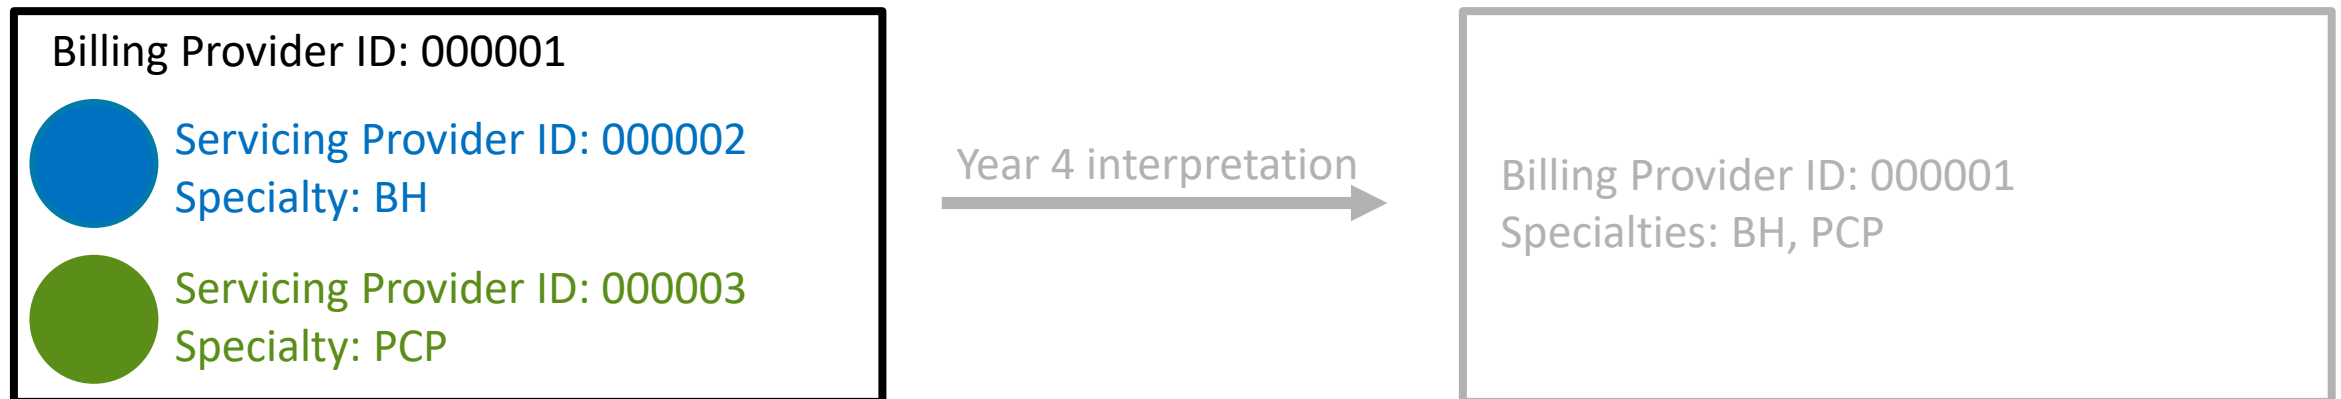 Billing Provider ID: 000001
Servicing Provider ID: 000002
Specialty: BH
Servicing Provider ID: 000003
Specialty: PCP
Year 4 interpretation
Billing Provider ID: 000001
Specialties: BH, PCP